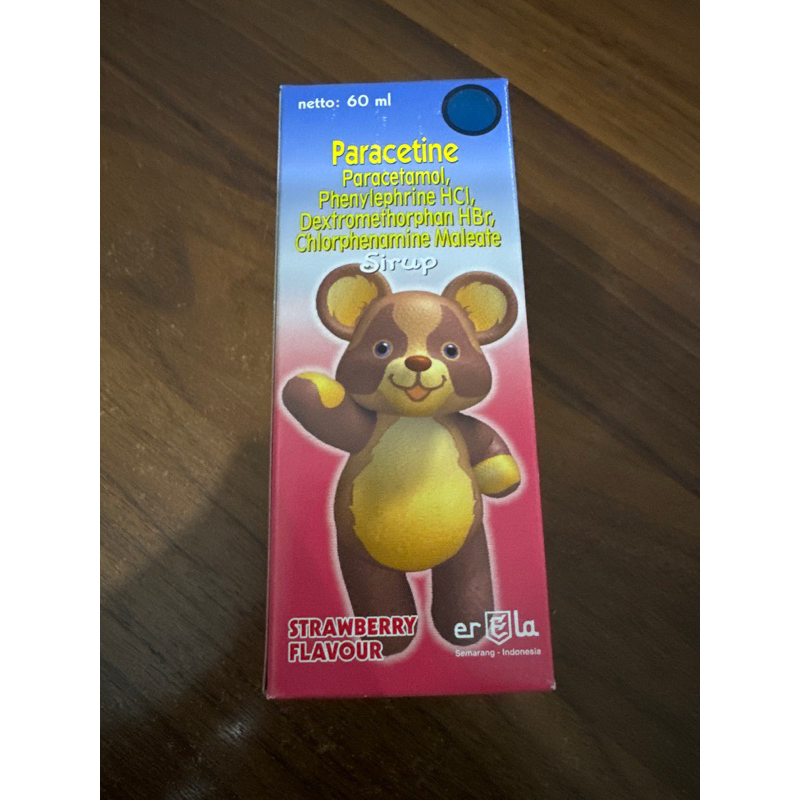 netto: 60 ml
Paracetine
Paracetamol,
Phenylephrine HCl,
Dextromethorphan HBr,
Chlorphenamine Maleate
Sirup
STRAWBERRY
FLAVOUR
erEla
Semarang - Indonesia